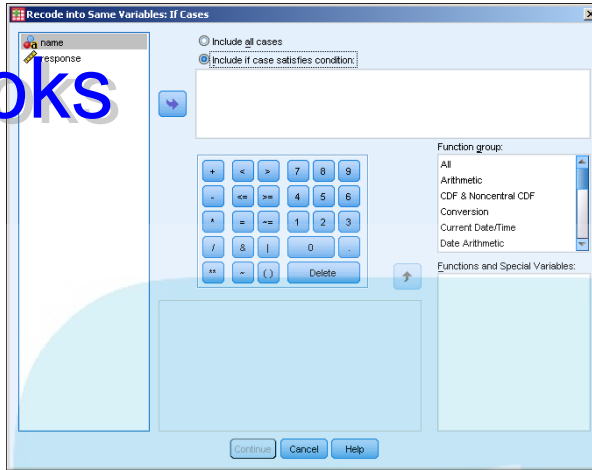 Recode into Same Variables: If Cases
name
response
oks
Include all cases
Include if case satisfies condition:
Function group:
All
Arithmetic
CDF & Noncentral CDF
Conversion
Current Date/Time
Date Arithmetic
+ < > 7 8 9
- <= >= 4 5 6
* = ~= 1 2 3
/ & | 0 .
** ~ ( ) Delete
Functions and Special Variables:
Continue Cancel Help